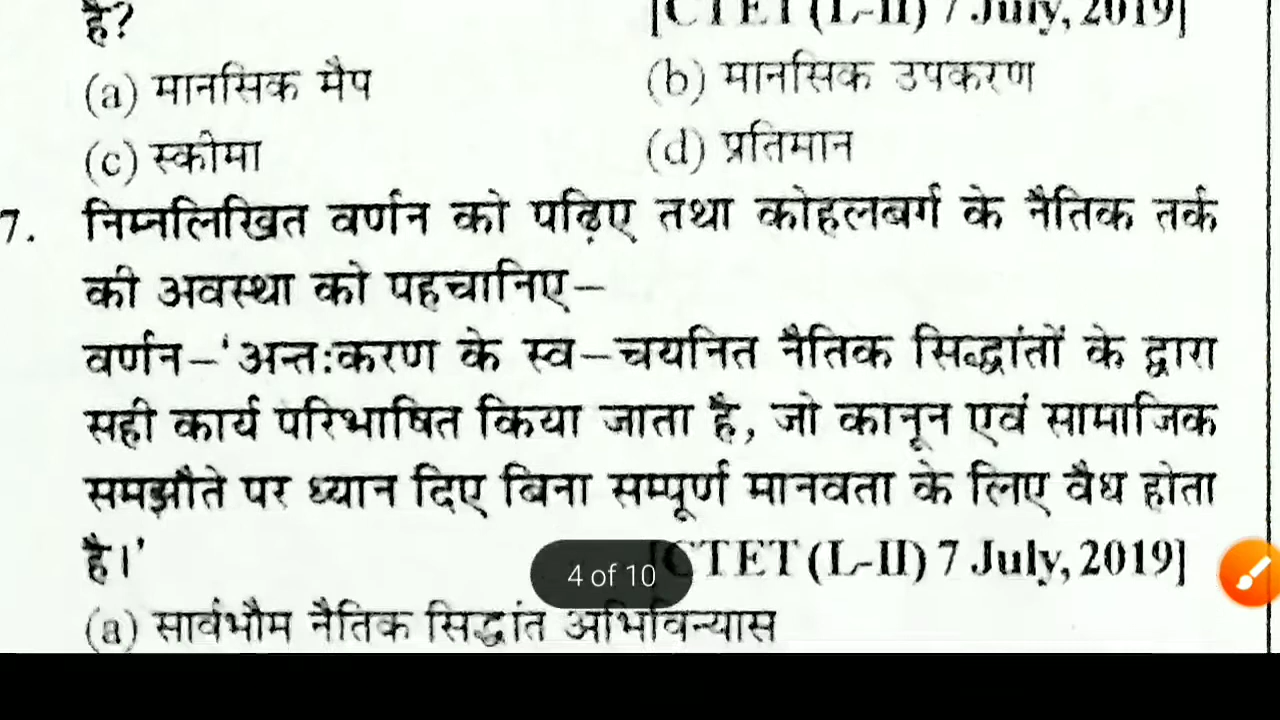 है? [CTET (L-II) 7 July, 2019]
(a) मानसिक मैप (b) मानसिक उपकरण
(c) स्कीमा (d) प्रतिमान
7. निम्नलिखित वर्णन को पढ़िए तथा कोहलबर्ग के नैतिक तर्क
की अवस्था को पहचानिए–
वर्णन–‘अन्त:करण के स्व–चयनित नैतिक सिद्धांतों के द्वारा
सही कार्य परिभाषित किया जाता है, जो कानून एवं सामाजिक
समझौते पर ध्यान दिए बिना सम्पूर्ण मानवता के लिए वैध होता
है।’ [CTET (L-II) 7 July, 2019]
4 of 10
(a) सार्वभौम नैतिक सिद्धांत अभिविन्यास